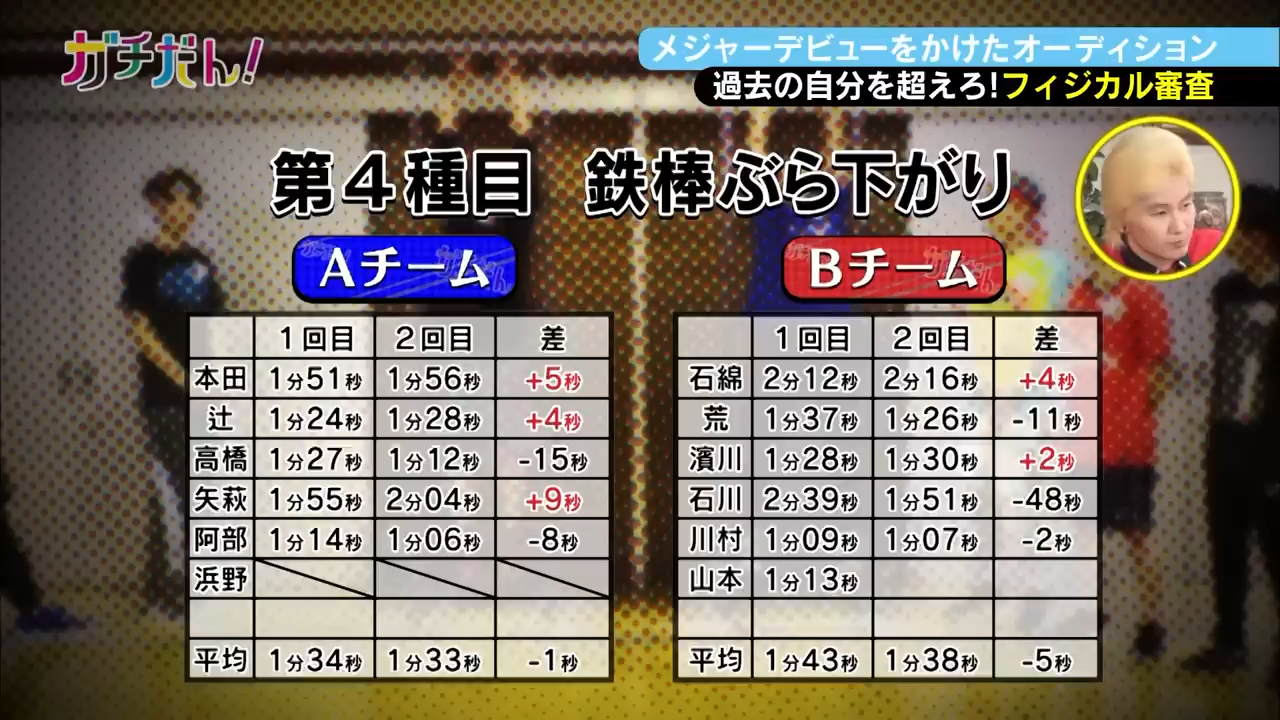 ガチだん!
メジャーデビューをかけたオーディション
過去の自分を超えろ!フィジカル審査
第4種目 鉄棒ぶら下がり
Aチーム
1回目 2回目 差
本田 1分51秒 1分56秒 +5秒
辻 1分24秒 1分28秒 +4秒
高橋 1分27秒 1分12秒 -15秒
矢萩 1分55秒 2分04秒 +9秒
阿部 1分14秒 1分06秒 -8秒
浜野
平均 1分34秒 1分33秒 -1秒
Bチーム
1回目 2回目 差
石綿 2分12秒 2分16秒 +4秒
荒 1分37秒 1分26秒 -11秒
濱川 1分28秒 1分30秒 +2秒
石川 2分39秒 1分51秒 -48秒
川村 1分09秒 1分07秒 -2秒
山本 1分13秒
平均 1分43秒 1分38秒 -5秒